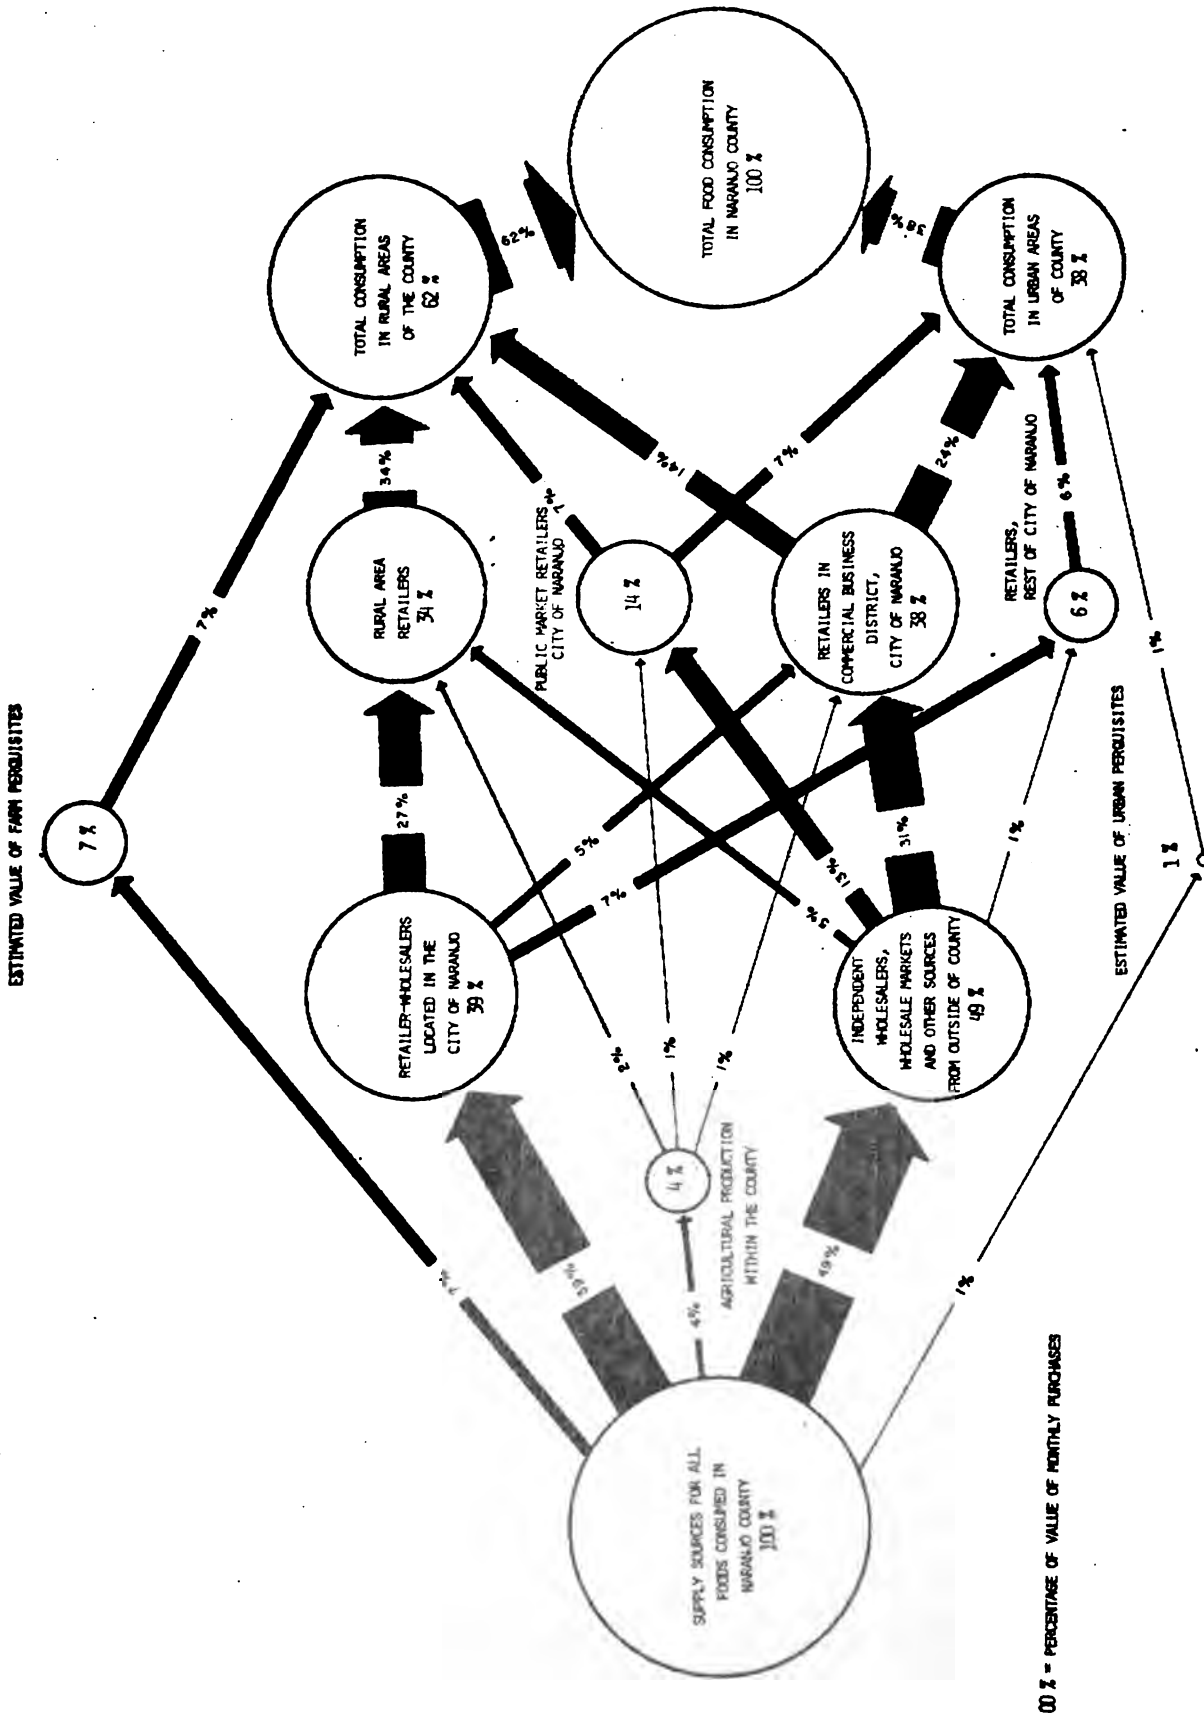 ESTIMATED VALUE OF FARM PERQUISITES
7 %
7%
7%
SUPPLY SOURCES FOR ALL
FOODS CONSUMED IN
NARANJO COUNTY
100 %
39%
4%
49%
1%
RETAILER-WHOLESALERS
LOCATED IN THE
CITY OF NARANJO
39 %
4 %
AGRICULTURAL PRODUCTION
WITHIN THE COUNTY
INDEPENDENT
WHOLESALERS,
WHOLESALE MARKETS
AND OTHER SOURCES
FROM OUTSIDE OF COUNTY
49 %
27%
5%
7%
2%
1%
1%
13%
31%
1%
RURAL AREA
RETAILERS
34 %
PUBLIC MARKET RETAILERS,
CITY OF NARANJO
14 %
RETAILERS IN
COMMERCIAL BUSINESS
DISTRICT,
CITY OF NARANJO
38 %
RETAILERS,
REST OF CITY OF NARANJO
6 %
ESTIMATED VALUE OF URBAN PERQUISITES
1 %
34%
14%
7%
24%
6%
1%
TOTAL CONSUMPTION
IN RURAL AREAS
OF THE COUNTY
62 %
TOTAL CONSUMPTION
IN URBAN AREAS
OF COUNTY
38 %
62%
38%
TOTAL FOOD CONSUMPTION
IN NARANJO COUNTY
100 %
00 % = PERCENTAGE OF VALUE OF MONTHLY PURCHASES